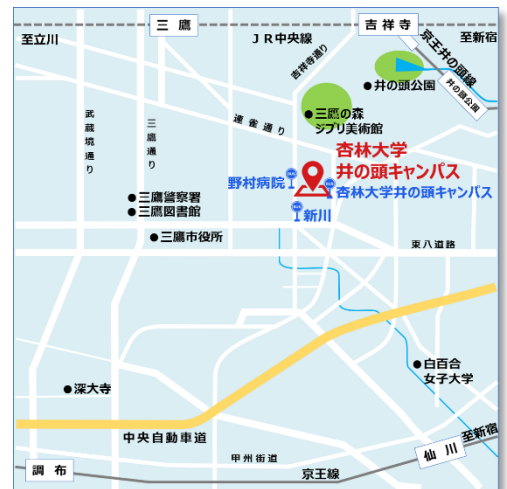 三 鷹
吉 祥 寺
至立川
JR中央線
至新宿
吉祥寺通り
京王井の頭線
井の頭公園
●井の頭公園
武蔵境通り
三鷹通り
連雀通り
●三鷹の森
ジブリ美術館
杏林大学
井の頭キャンパス
野村病院
杏林大学井の頭キャンパス
新川
●三鷹警察署
●三鷹図書館
●三鷹市役所
東八道路
●白百合
女子大学
●深大寺
中央自動車道
甲州街道
至新宿
仙 川
調 布
京王線